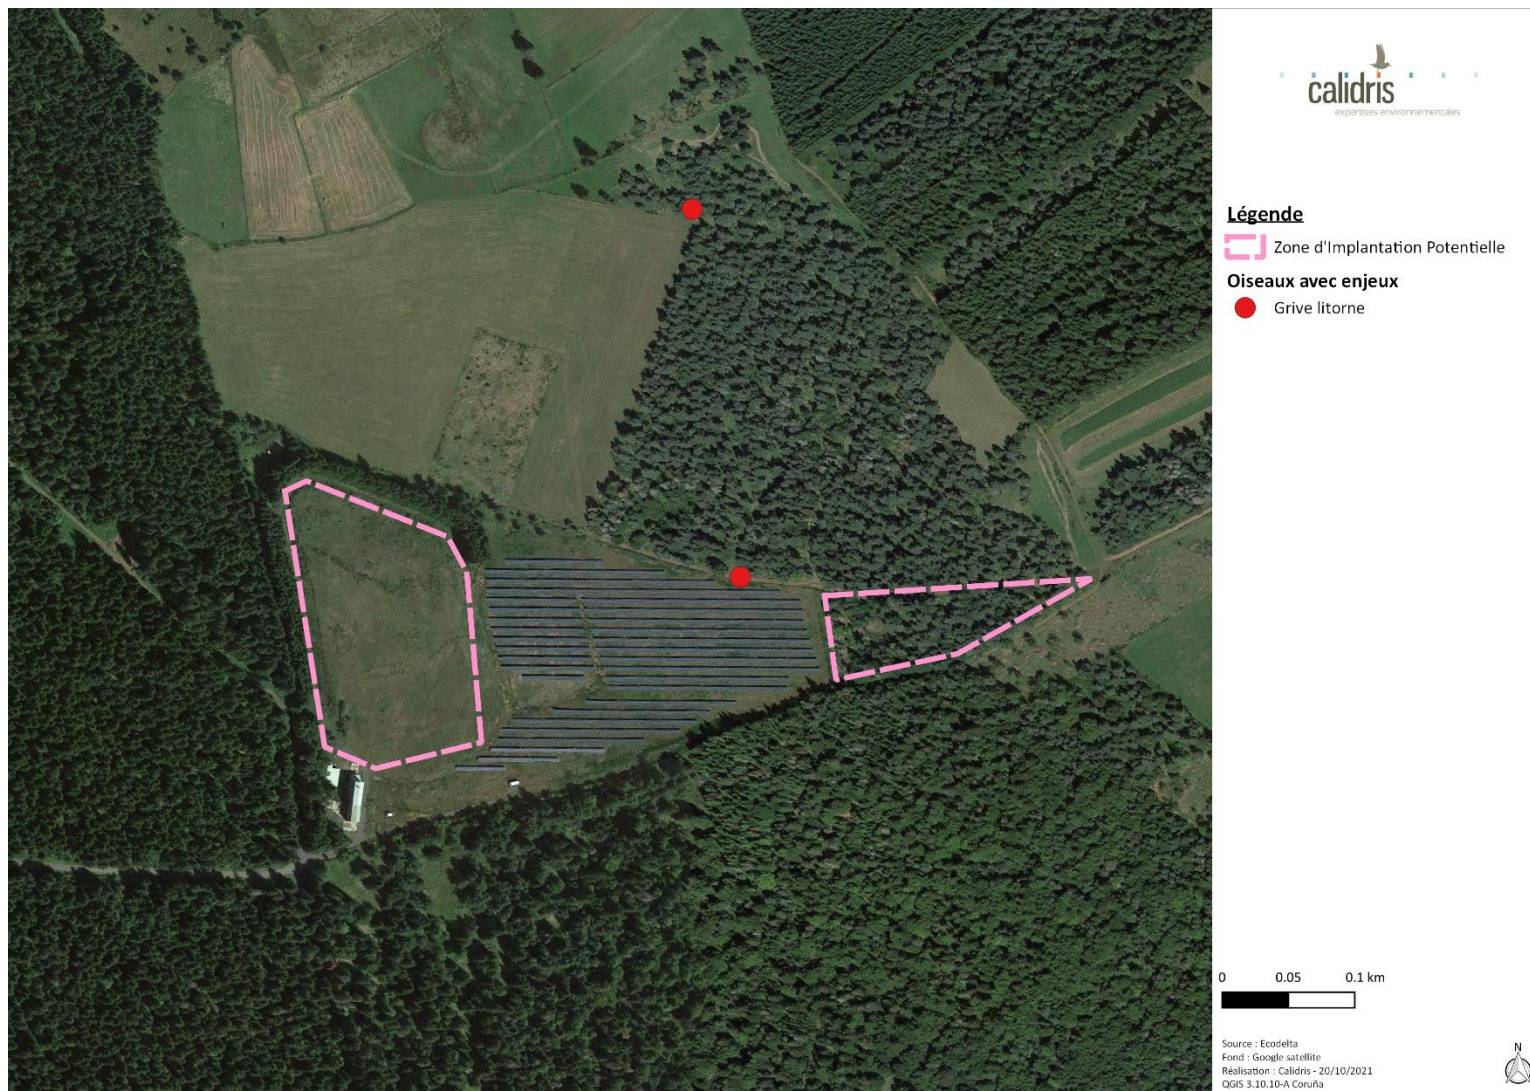 calidris
expertises environnementales
Légende
Zone d'Implantation Potentielle
Oiseaux avec enjeux
Grive litorne
0 0.05 0.1 km
Source : Ecodelta
Fond : Google satellite
Réalisation : Calidris - 20/10/2021
QGIS 3.10.10-A Coruña
N